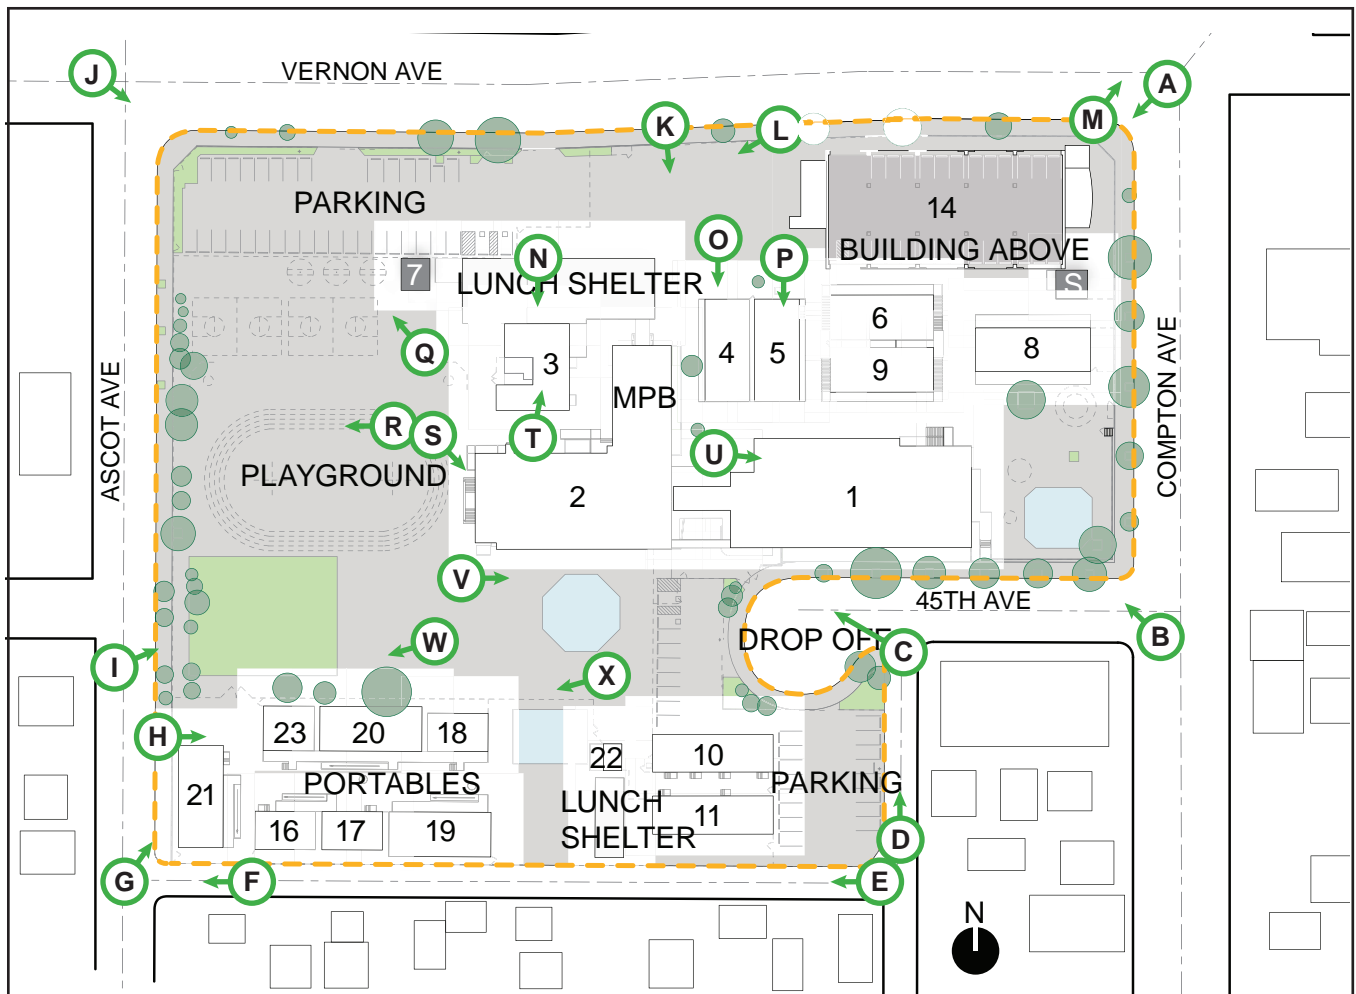 VERNON AVE
J
A
M
K
L
PARKING
14
O
BUILDING ABOVE
N
P
7
LUNCH SHELTER
S
6
Q
3
4
5
8
9
MPB
COMPTON AVE
ASCOT AVE
R
S
T
U
PLAYGROUND
2
1
V
45TH AVE
B
W
DROP OFF
C
I
X
H
23
20
18
10
22
PORTABLES
PARKING
21
LUNCH
SHELTER
11
16
17
19
D
G
F
E
N